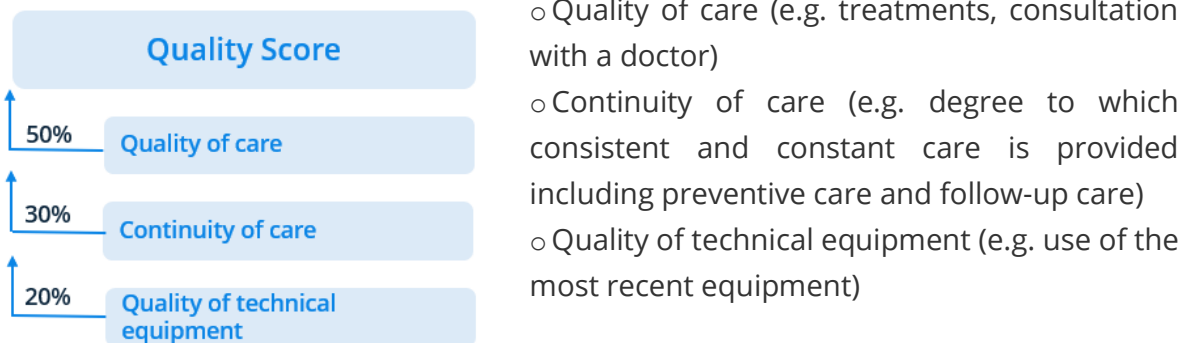 Quality Score
50%
Quality of care
30%
Continuity of care
20%
Quality of technical
equipment
o Quality of care (e.g. treatments, consultation
with a doctor)
o Continuity of care (e.g. degree to which
consistent and constant care is provided
including preventive care and follow-up care)
o Quality of technical equipment (e.g. use of the
most recent equipment)